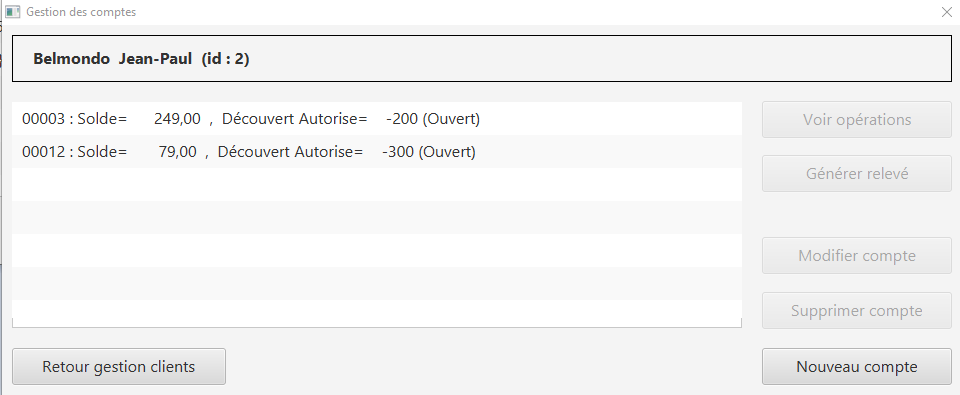 Gestion des comptes
Belmondo Jean-Paul (id : 2)
00003 : Solde= 249,00 , Découvert Autorise= -200 (Ouvert)
00012 : Solde= 79,00 , Découvert Autorise= -300 (Ouvert)
Voir opérations
Générer relevé
Modifier compte
Supprimer compte
Retour gestion clients
Nouveau compte